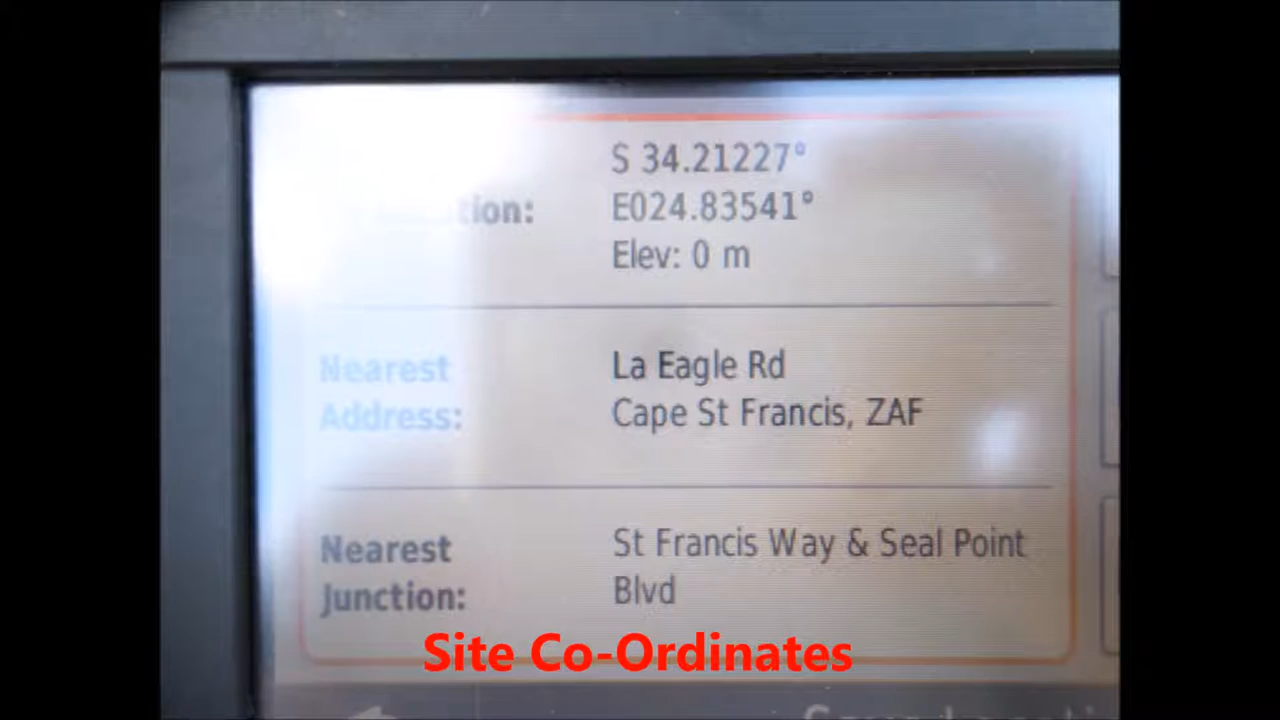 S 34.21227°
E024.83541°
Elev: 0 m
Nearest
Address:
La Eagle Rd
Cape St Francis, ZAF
Nearest
Junction:
St Francis Way & Seal Point
Blvd
Site Co-Ordinates